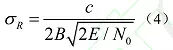 σ_R = c / (2B√(2E / N_0)) （4）